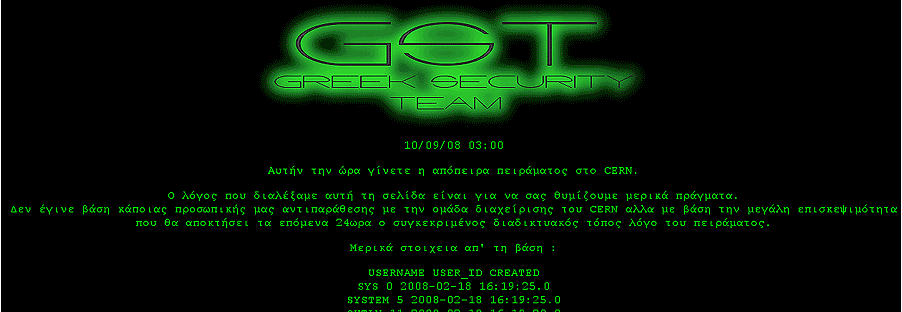 GST
GREEK SECURITY
TEAM
10/09/08 03:00
Αυτήν την ώρα γίνετε η απόπειρα πειράματος στο CERN.
Ο λόγος που διαλέξαμε αυτή τη σελίδα είναι για να σας θυμίζουμε μερικά πράγματα.
Δεν έγινε βάση κάποιας προσωπικής μας αντιπαράθεσης με την ομάδα διαχείρισης του CERN αλλα με βάση την μεγάλη επισκεψιμότητα
που θα αποκτήσει τα επόμενα 24ωρα ο συγκεκριμένος διαδικτυακός τόπος λόγο του πειράματος.
Μερικά στοιχεια απ' τη βάση :
USERNAME USER_ID CREATED
SYS 0 2008-02-18 16:19:25.0
SYSTEM 5 2008-02-18 16:19:25.0